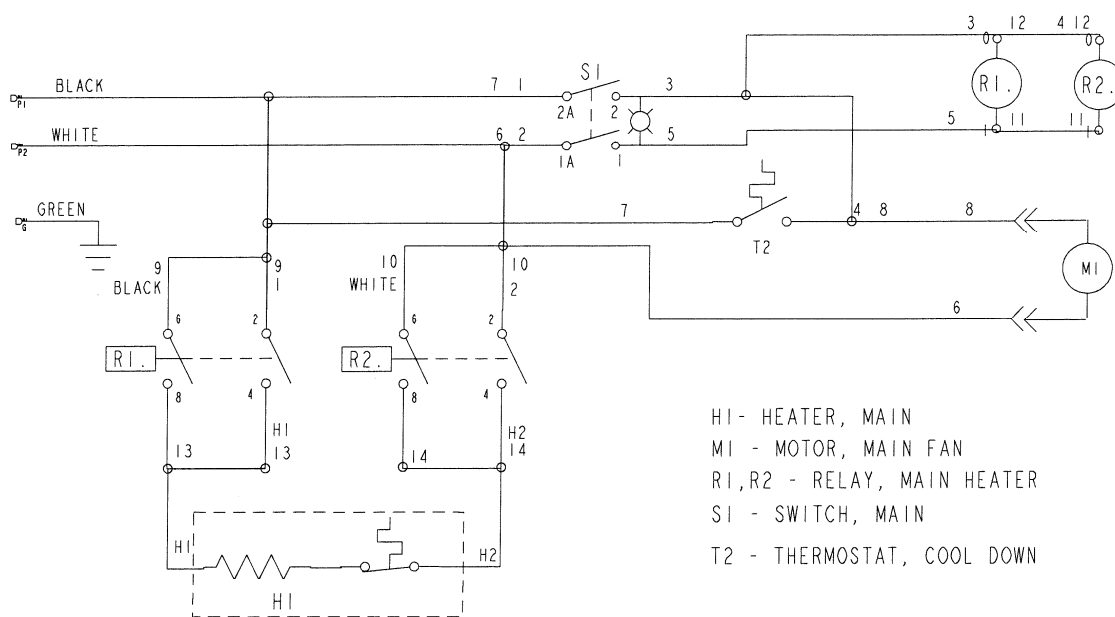 3 12 4 12
BLACK 7 1 S1 3 R1. R2.
P1 2A 2
WHITE 6 2 5 5 11 11
P2 1A 1
GREEN 7 4 8 8
G T2
9 9 10 10 M1
BLACK 1 WHITE 2 6
6 2 6 2
R1. R2.
8 4 8 4
H1 H2
13 13 14 14
H1 H2
H1
H1- HEATER, MAIN
M1 - MOTOR, MAIN FAN
R1,R2 - RELAY, MAIN HEATER
S1 - SWITCH, MAIN
T2 - THERMOSTAT, COOL DOWN